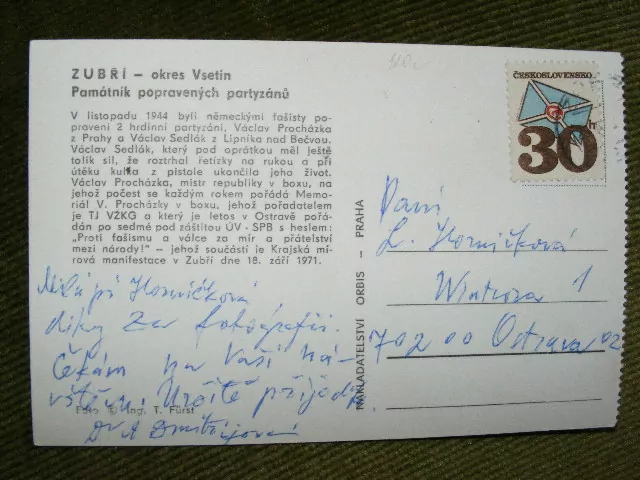 ZUBŘÍ – okres Vsetín
Památník popravených partyzánů
V listopadu 1944 byli německými fašisty po-
praveni 2 hrdinní partyzáni, Václav Procházka
z Prahy a Václav Sedlák z Lipníka nad Bečvou.
Václav Sedlák, který pod oprátkou měl ještě
tolik sil, že roztrhal řetízky na rukou a při
útěku kulka z pistole ukončila jeho život.
Václav Procházka, mistr republiky v boxu, na
jehož počest se každým rokem pořádá Memo-
riál V. Procházky v boxu, jehož pořadatelem
je TJ VŽKG a který je letos v Ostravě pořá-
dán po sedmé pod záštitou ÚV - SPB s heslem:
„Proti fašismu a válce za mír a přátelství
mezi národy!" – jehož součástí je Krajská mí-
rová manifestace v Zubří dne 18. září 1971.
Milá pí Horníčková
díky za fotografii.
Čekám na Vaši ná-
vštěvu. Určitě přijeďte
Foto © Ing. T. Fürst
NAKLADATELSTVÍ ORBIS - PRAHA
ČESKOSLOVENSKO
30h
Paní
L. Horníčková
1
702 00 Ostrava 02